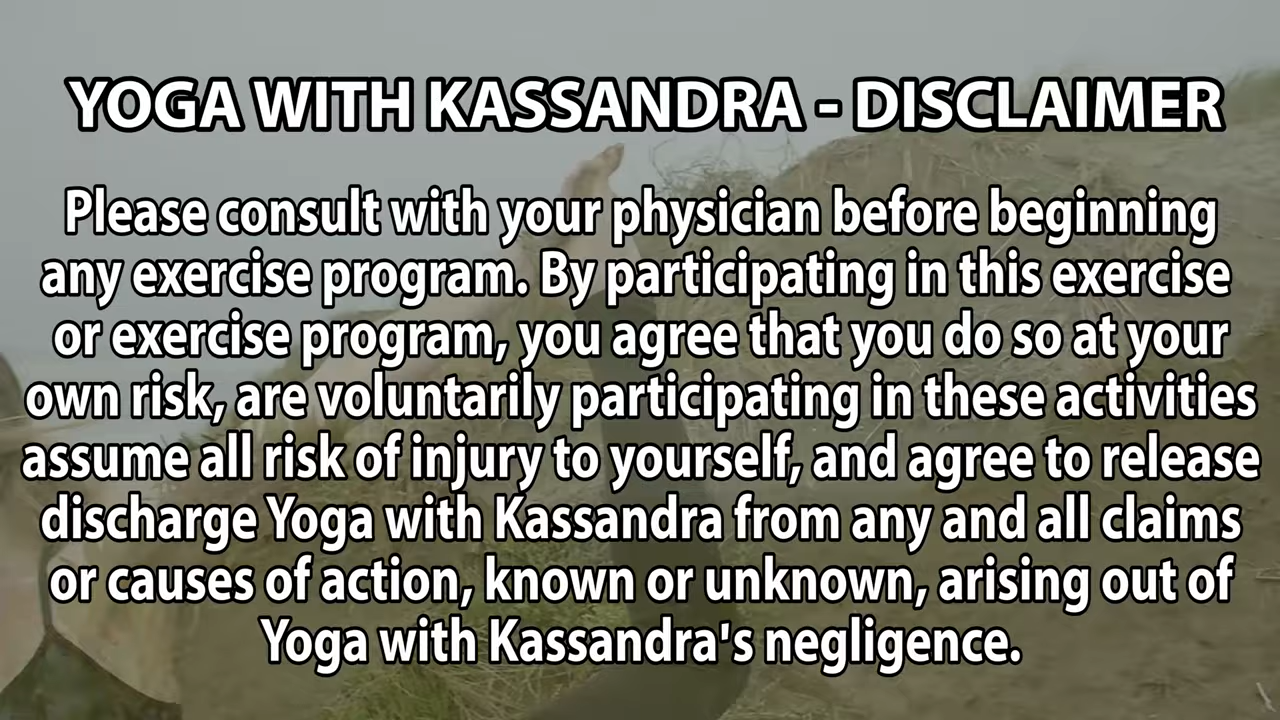 YOGA WITH KASSANDRA - DISCLAIMER
Please consult with your physician before beginning
any exercise program. By participating in this exercise
or exercise program, you agree that you do so at your
own risk, are voluntarily participating in these activities
assume all risk of injury to yourself, and agree to release
discharge Yoga with Kassandra from any and all claims
or causes of action, known or unknown, arising out of
Yoga with Kassandra's negligence.